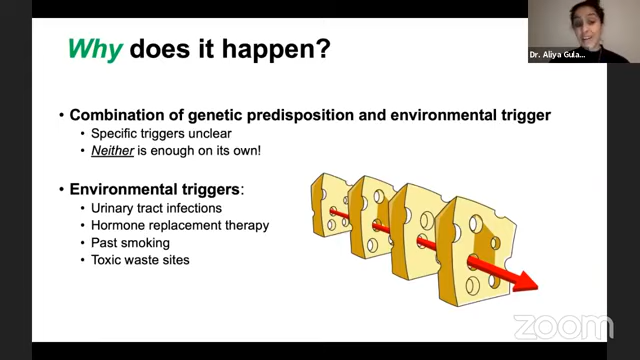 Why does it happen?
• Combination of genetic predisposition and environmental trigger
• Specific triggers unclear
• Neither is enough on its own!
• Environmental triggers:
• Urinary tract infections
• Hormone replacement therapy
• Past smoking
• Toxic waste sites
Dr. Aliya Gula...
zoom